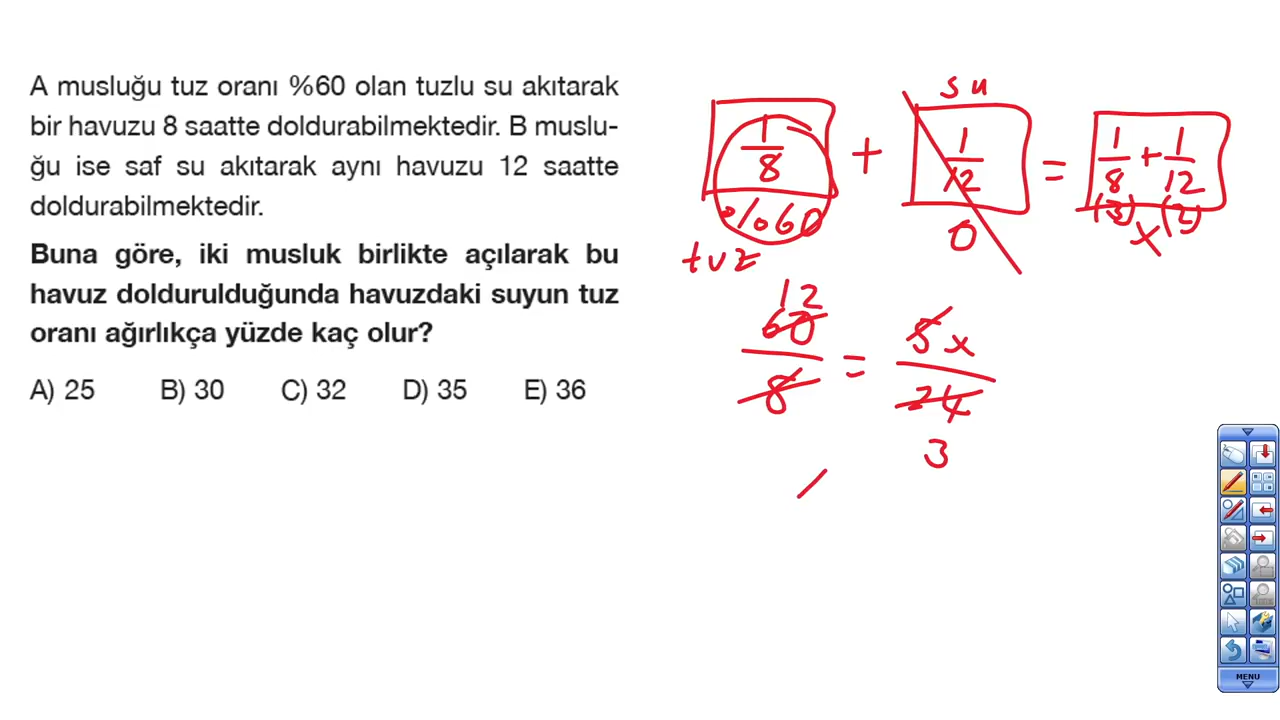 A musluğu tuz oranı %60 olan tuzlu su akıtarak
bir havuzu 8 saatte doldurabilmektedir. B muslu-
ğu ise saf su akıtarak aynı havuzu 12 saatte
doldurabilmektedir.
Buna göre, iki musluk birlikte açılarak bu
havuz doldurulduğunda havuzdaki suyun tuz
oranı ağırlıkça yüzde kaç olur?
A) 25 B) 30 C) 32 D) 35 E) 36
su
1/8 + 1/12 = 1/8 + 1/12
(3) (2)
%60 0 x
tuz
12
60/8 = 5x/24
3
MENU